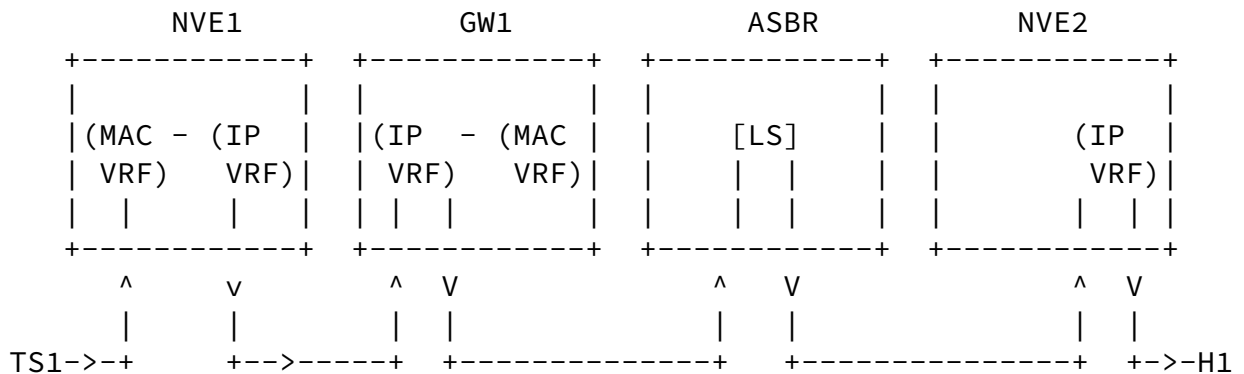 NVE1 GW1 ASBR NVE2
(MAC - (IP (IP - (MAC [LS] (IP
VRF) VRF) VRF) VRF) VRF)
^ v ^ V ^ V ^ V
TS1->-+ +-->-----+ +---------------+ +----------------+ +->-H1